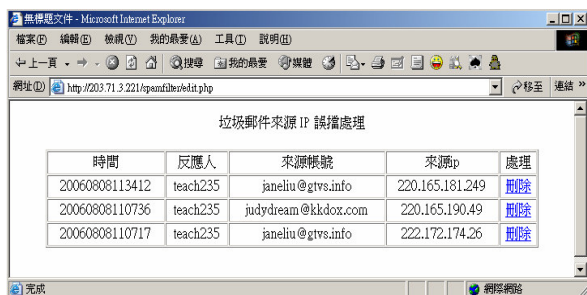 無標題文件 - Microsoft Internet Explorer
檔案(F) 編輯(E) 檢視(V) 我的最愛(A) 工具(T) 說明(H)
上一頁 搜尋 我的最愛 媒體
網址(D) http://203.71.3.221/spamfilter/edit.php 移至 連結 »
垃圾郵件來源 IP 誤擋處理
時間 反應人 來源帳號 來源ip 處理
20060808113412 teach235 janeliu@gtvs.info 220.165.181.249 刪除
20060808110736 teach235 judydream@kkdox.com 220.165.190.49 刪除
20060808110717 teach235 janeliu@gtvs.info 222.172.174.26 刪除
完成 網際網路